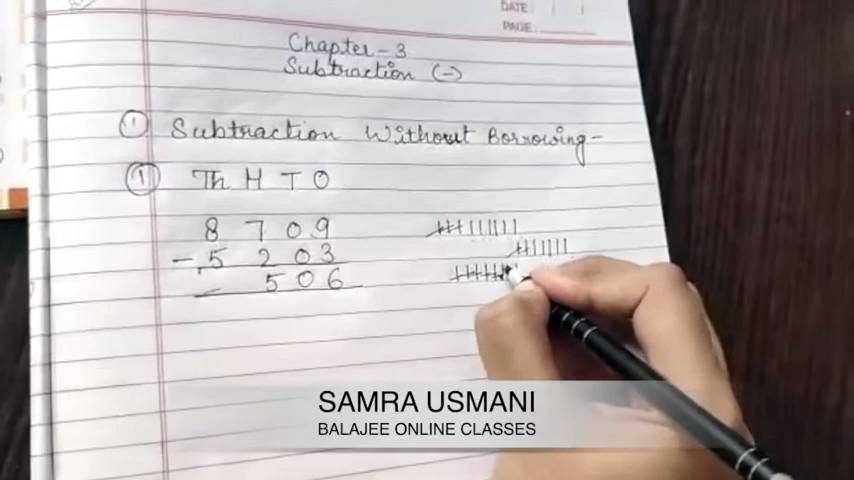 DATE:
PAGE:
Chapter - 3
Subtraction (-)
① Subtraction Without Borrowing -
① Th H T O
8 7 0 9
- 5 2 0 3
5 0 6
SAMRA USMANI
BALAJEE ONLINE CLASSES